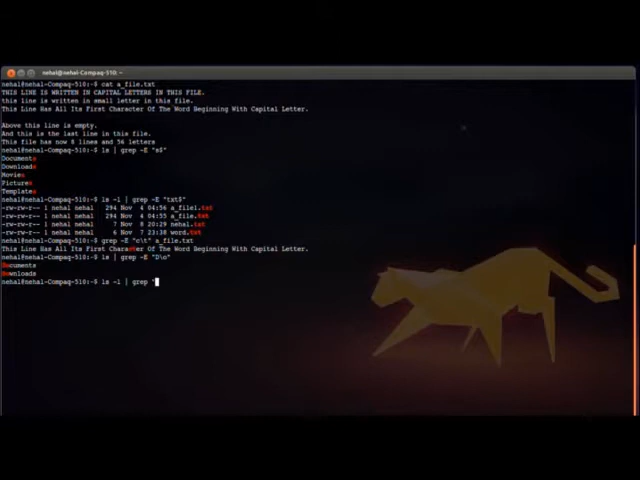 nehal@nehal-Compaq-510: ~
nehal@nehal-Compaq-510:~$ cat a_file.txt
THIS LINE IS WRITTEN IN CAPITAL LETTERS IN THIS FILE.
this line is written in small letter in this file.
This Line Has All Its First Character Of The Word Beginning With Capital Letter.
Above this line is empty.
And this is the last line in this file.
This file has now 8 lines and 56 letters
nehal@nehal-Compaq-510:~$ ls | grep -E "s$"
Documents
Downloads
Movies
Pictures
Templates
nehal@nehal-Compaq-510:~$ ls -l | grep -E "txt$"
-rw-rw-r-- 1 nehal nehal 294 Nov 4 04:56 a_file1.txt
-rw-rw-r-- 1 nehal nehal 294 Nov 4 04:55 a_file.txt
-rw-rw-r-- 1 nehal nehal 7 Nov 8 20:29 nehal.txt
-rw-rw-r-- 1 nehal nehal 6 Nov 7 23:38 word.txt
nehal@nehal-Compaq-510:~$ grep -E "c\t" a_file.txt
This Line Has All Its First Character Of The Word Beginning With Capital Letter.
nehal@nehal-Compaq-510:~$ ls | grep -E "D\o"
Documents
Downloads
nehal@nehal-Compaq-510:~$ ls -l | grep "